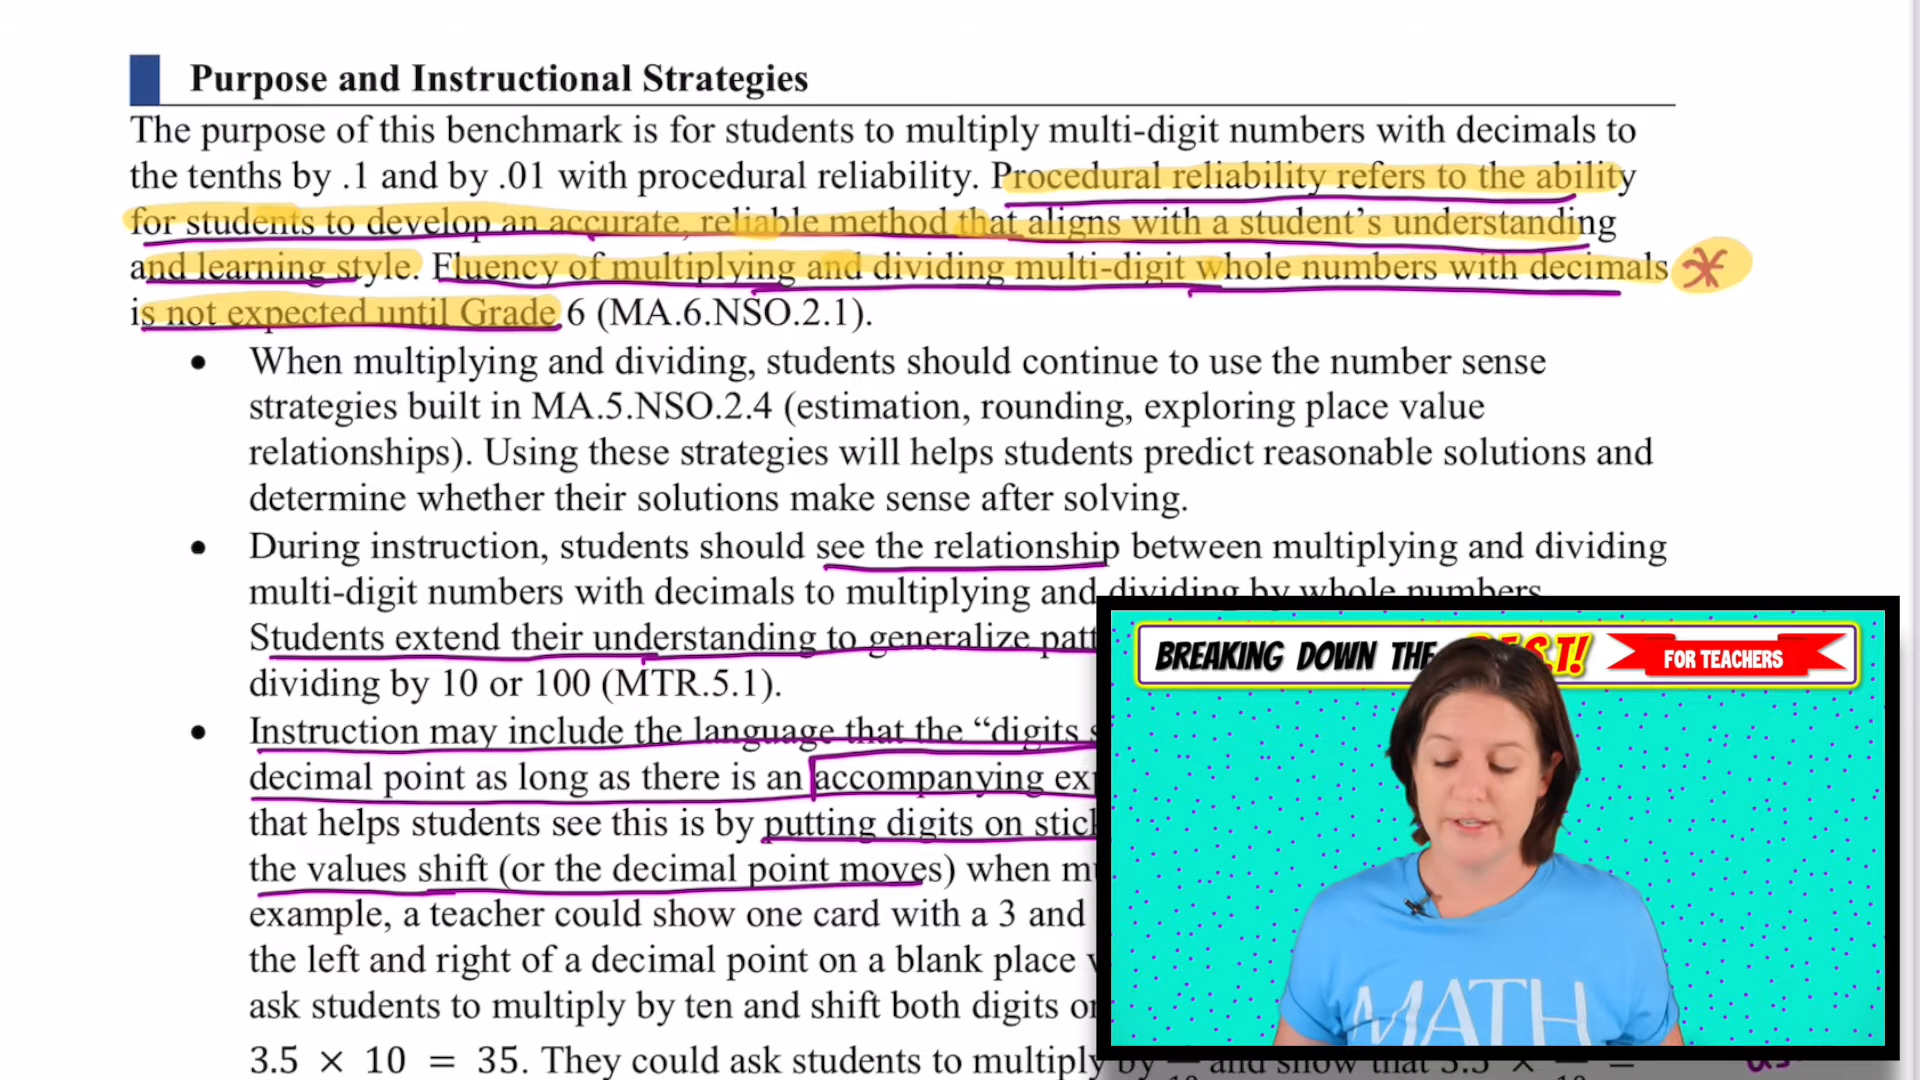 Purpose and Instructional Strategies
The purpose of this benchmark is for students to multiply multi-digit numbers with decimals to
the tenths by .1 and by .01 with procedural reliability. Procedural reliability refers to the ability
for students to develop an accurate, reliable method that aligns with a student's understanding
and learning style. Fluency of multiplying and dividing multi-digit whole numbers with decimals
is not expected until Grade 6 (MA.6.NSO.2.1).
• When multiplying and dividing, students should continue to use the number sense
strategies built in MA.5.NSO.2.4 (estimation, rounding, exploring place value
relationships). Using these strategies will helps students predict reasonable solutions and
determine whether their solutions make sense after solving.
• During instruction, students should see the relationship between multiplying and dividing
multi-digit numbers with decimals to multiplying and dividing by whole numbers.
Students extend their understanding to generalize
dividing by 10 or 100 (MTR.5.1).
• Instruction may include the language that the “digits
decimal point as long as there is an accompanying
that helps students see this is by putting digits on
the values shift (or the decimal point moves) when
example, a teacher could show one card with a 3 and
the left and right of a decimal point on a blank place
ask students to multiply by ten and shift both digits
3.5 × 10 = 35. They could ask students to multiply by and show that 3.5 ×
BREAKING DOWN THE
FOR TEACHERS
MATH